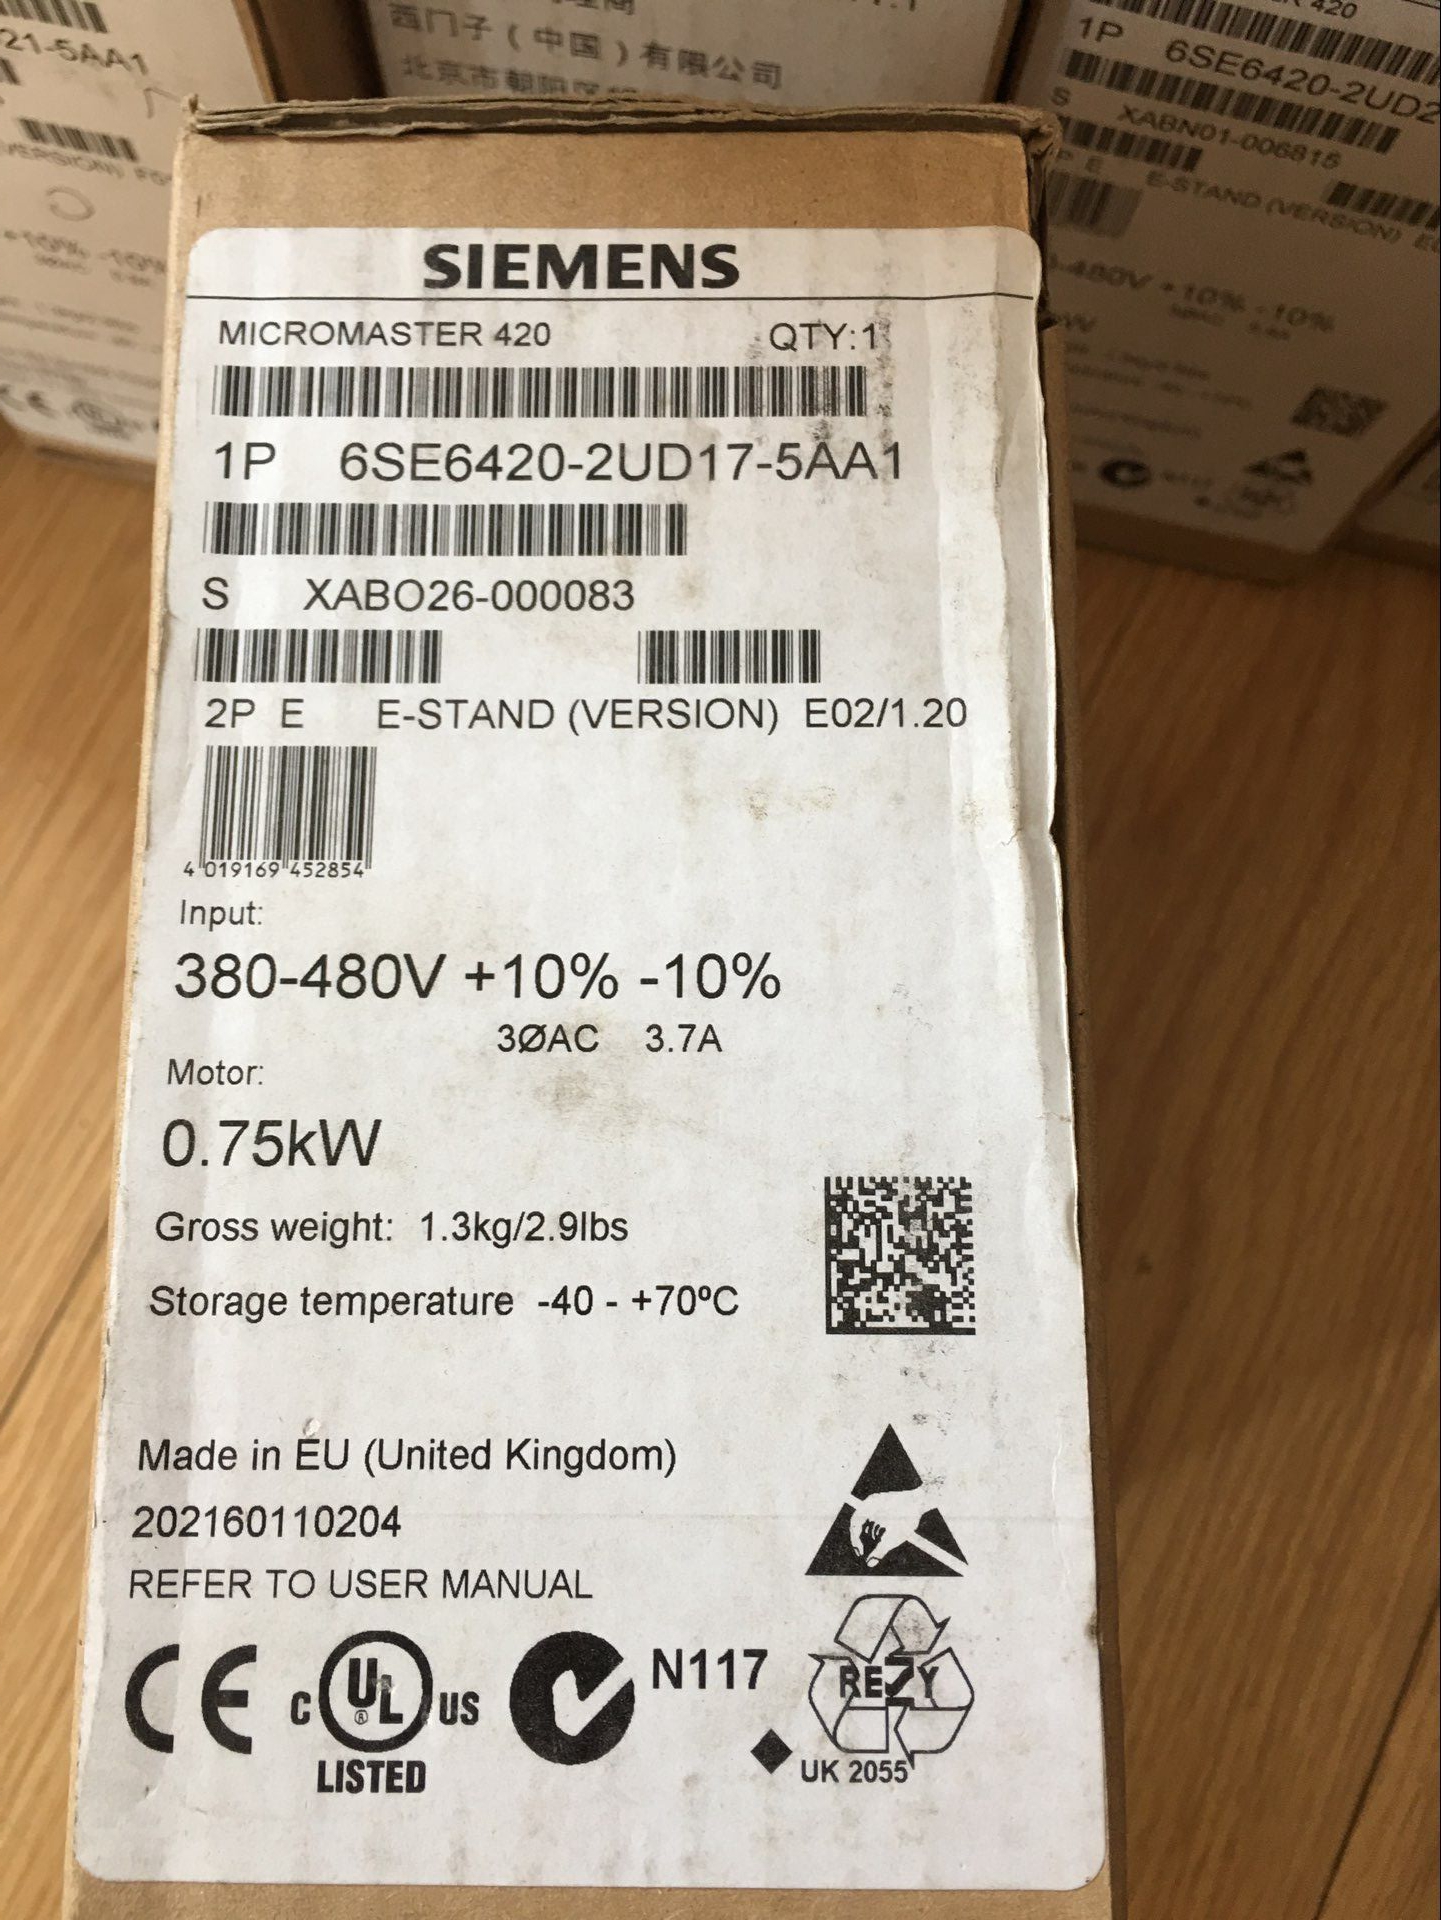 21-5AA1
西门子（中国）有限公司
北京市朝阳区
420
1P 6SE6420-2UD2
S XABN01-006815
P E E-STAND (VERSION)
-480V +10% -10%
SIEMENS
MICROMASTER 420 QTY:1
1P 6SE6420-2UD17-5AA1
S XABO26-000083
2P E E-STAND (VERSION) E02/1.20
4 019169 452854
Input:
380-480V +10% -10%
3ØAC 3.7A
Motor:
0.75kW
Gross weight: 1.3kg/2.9lbs
Storage temperature -40 - +70ºC
Made in EU (United Kingdom)
202160110204
REFER TO USER MANUAL
CE C UL ® US N117 RE7Y
LISTED UK 2055